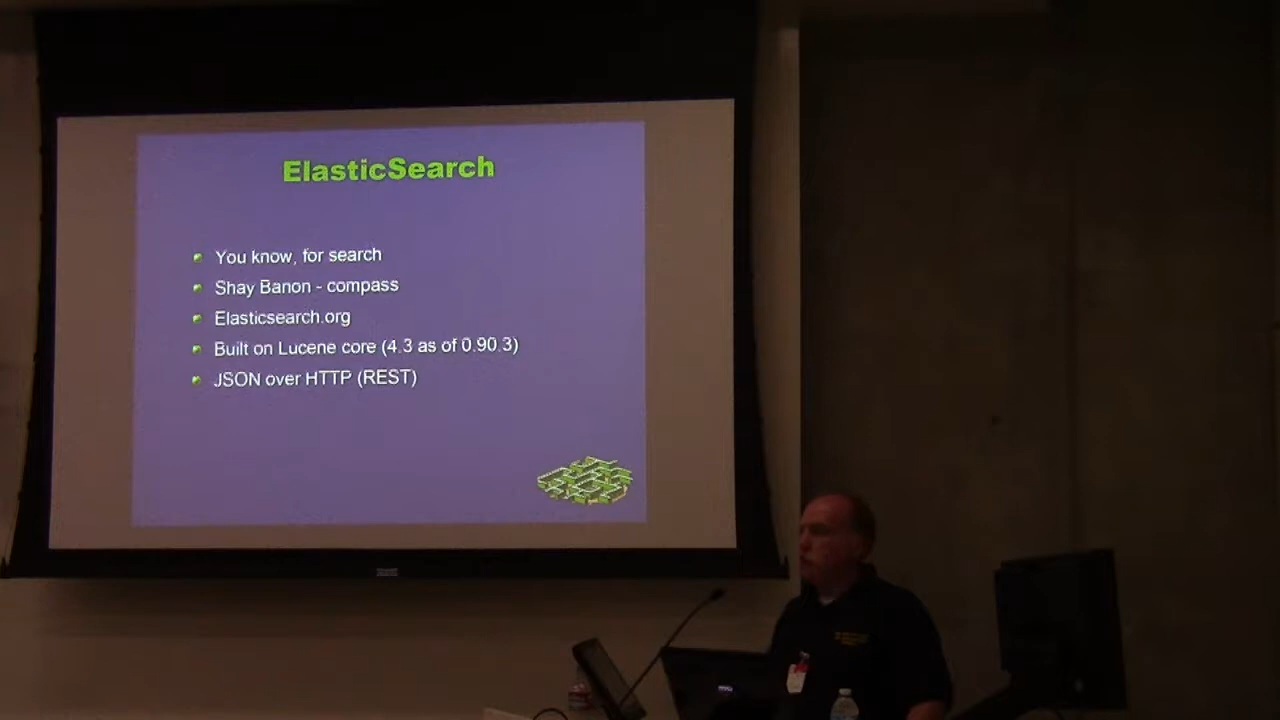 ElasticSearch
You know, for search
Shay Banon - compass
Elasticsearch.org
Built on Lucene core (4.3 as of 0.90.3)
JSON over HTTP (REST)